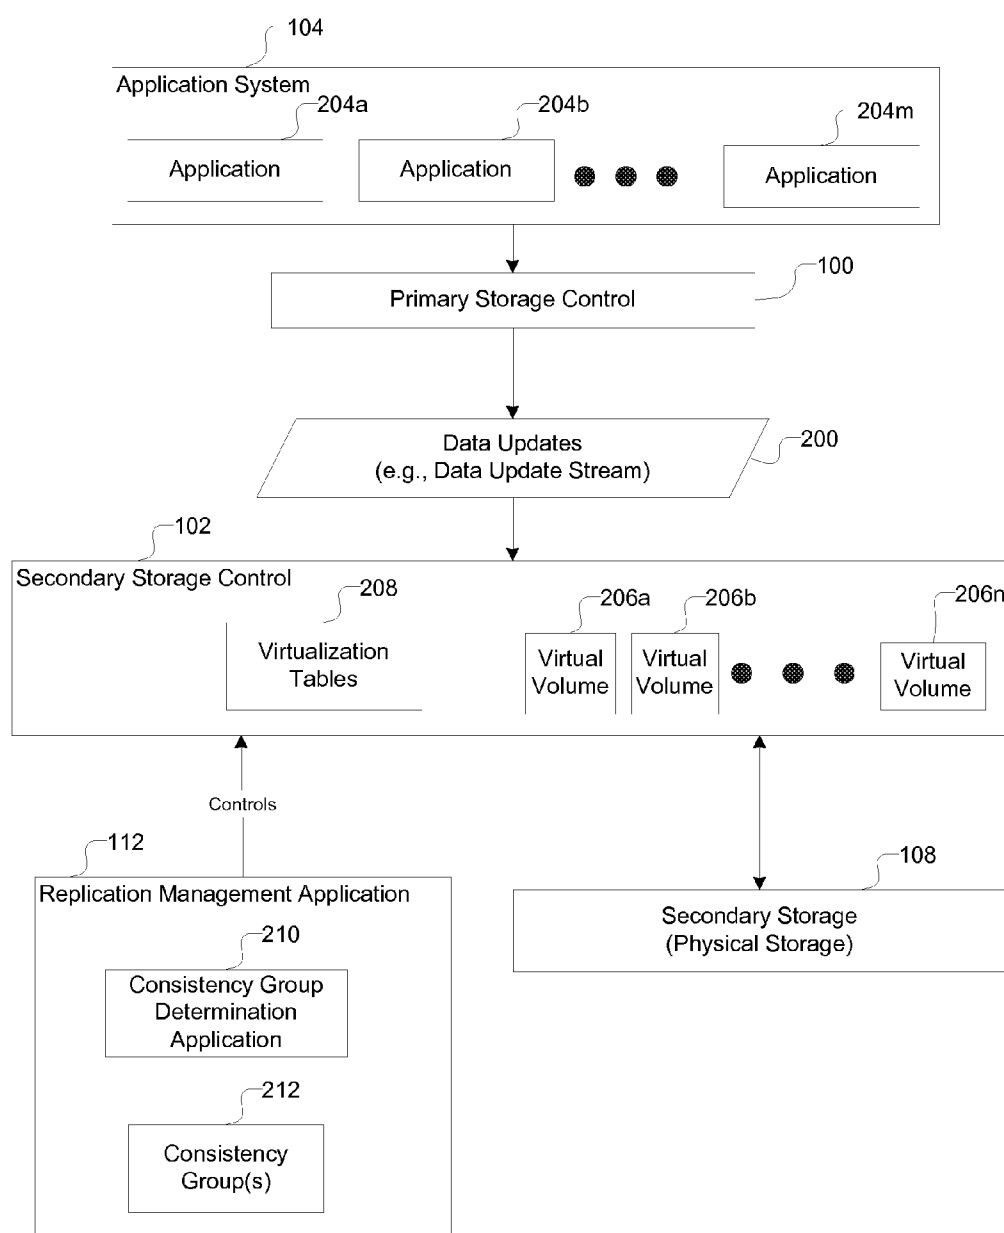 104
Application System
204a
204b
204m
Application
Application
Application
100
Primary Storage Control
Data Updates
(e.g., Data Update Stream)
200
102
Secondary Storage Control
208
206a
206b
206n
Virtualization
Tables
Virtual
Volume
Virtual
Volume
Virtual
Volume
Controls
112
Replication Management Application
108
Secondary Storage
(Physical Storage)
210
Consistency Group
Determination
Application
212
Consistency
Group(s)